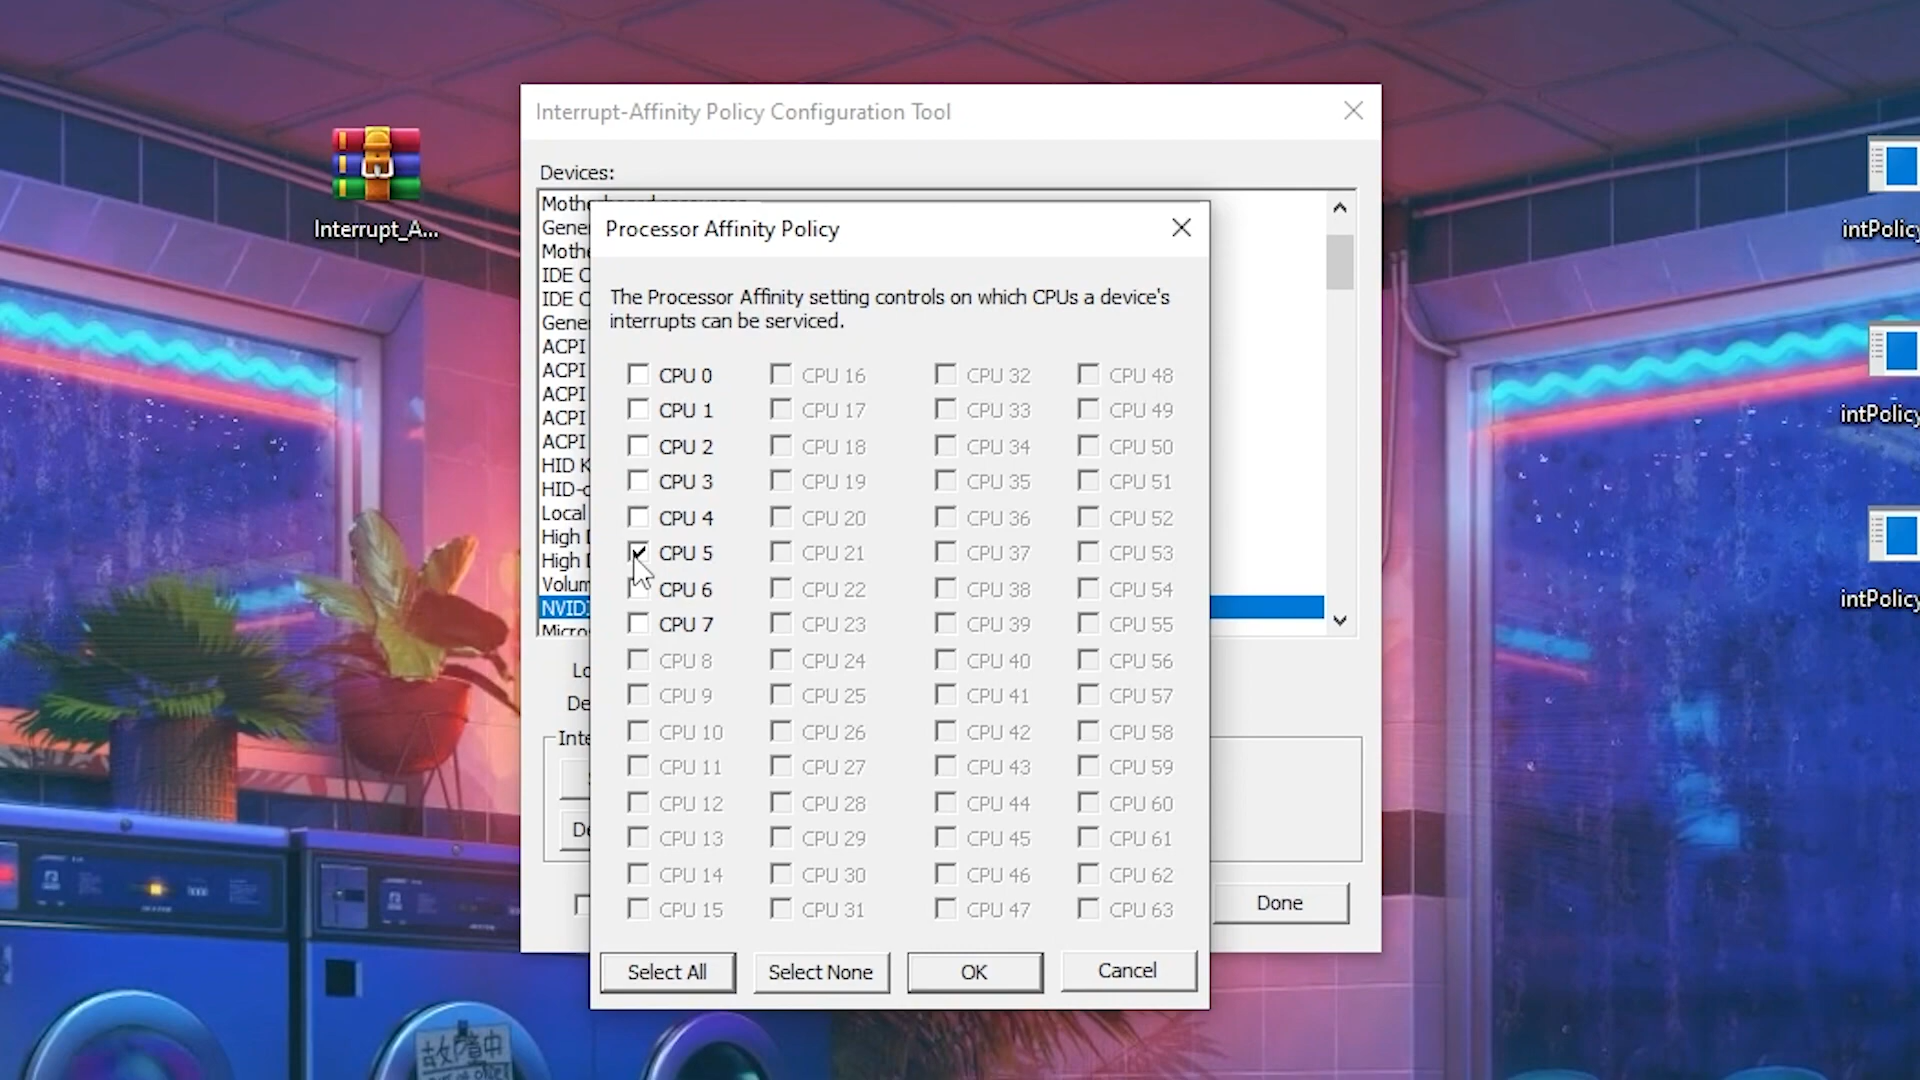 Interrupt_A...
Interrupt-Affinity Policy Configuration Tool
Devices:
Gene
Mothe
IDE C
IDE C
Gene
ACPI
ACPI
ACPI
ACPI
ACPI
HID K
HID-c
Local
High
High
Volum
NVIDI
Micro
Lo
De
Inte
De
Done
Processor Affinity Policy
The Processor Affinity setting controls on which CPUs a device's
interrupts can be serviced.
CPU 0 CPU 16 CPU 32 CPU 48
CPU 1 CPU 17 CPU 33 CPU 49
CPU 2 CPU 18 CPU 34 CPU 50
CPU 3 CPU 19 CPU 35 CPU 51
CPU 4 CPU 20 CPU 36 CPU 52
CPU 5 CPU 21 CPU 37 CPU 53
CPU 6 CPU 22 CPU 38 CPU 54
CPU 7 CPU 23 CPU 39 CPU 55
CPU 8 CPU 24 CPU 40 CPU 56
CPU 9 CPU 25 CPU 41 CPU 57
CPU 10 CPU 26 CPU 42 CPU 58
CPU 11 CPU 27 CPU 43 CPU 59
CPU 12 CPU 28 CPU 44 CPU 60
CPU 13 CPU 29 CPU 45 CPU 61
CPU 14 CPU 30 CPU 46 CPU 62
CPU 15 CPU 31 CPU 47 CPU 63
Select All Select None OK Cancel
intPolicy
intPolicy
intPolicy
故障中